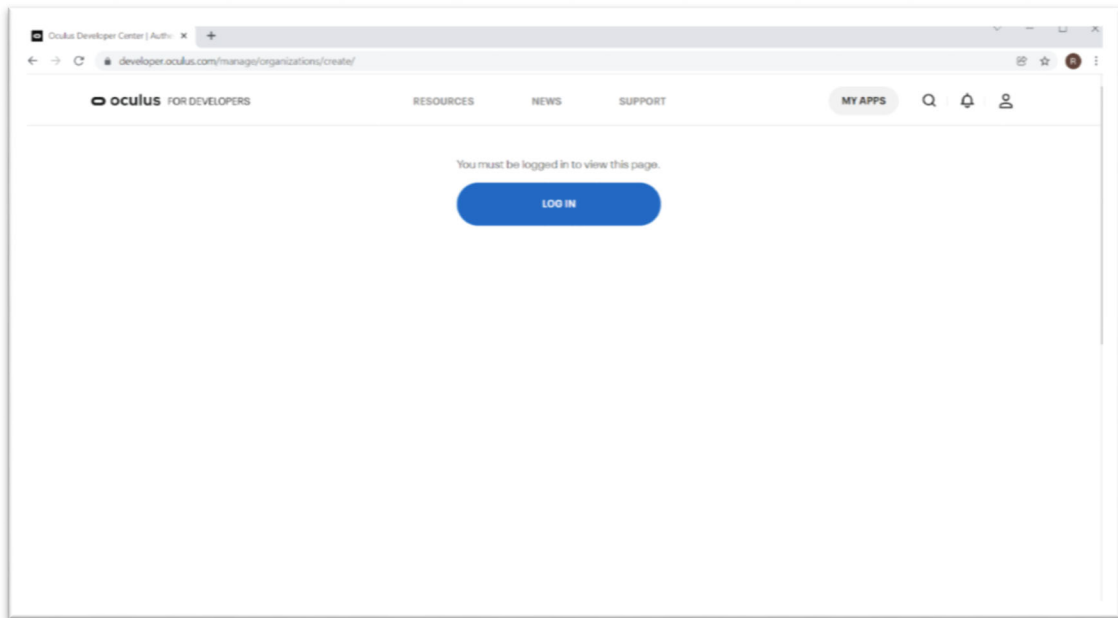 Oculus Developer Center | Authe
developer.oculus.com/manage/organizations/create/
R
oculus FOR DEVELOPERS
RESOURCES
NEWS
SUPPORT
MY APPS
You must be logged in to view this page.
LOG IN